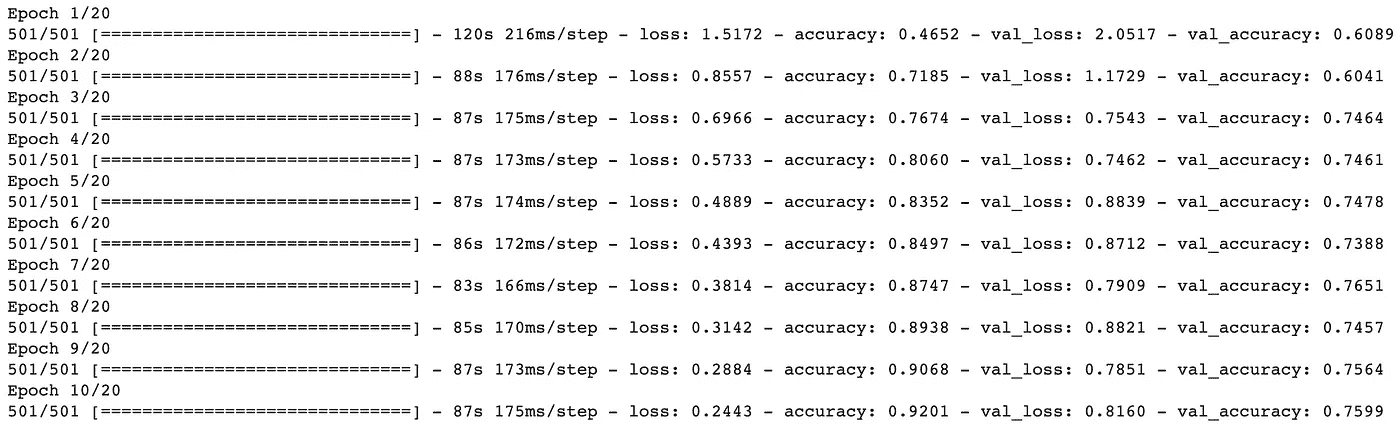 Epoch 1/20
501/501 [==============================] - 120s 216ms/step - loss: 1.5172 - accuracy: 0.4652 - val_loss: 2.0517 - val_accuracy: 0.6089
Epoch 2/20
501/501 [==============================] - 88s 176ms/step - loss: 0.8557 - accuracy: 0.7185 - val_loss: 1.1729 - val_accuracy: 0.6041
Epoch 3/20
501/501 [==============================] - 87s 175ms/step - loss: 0.6966 - accuracy: 0.7674 - val_loss: 0.7543 - val_accuracy: 0.7464
Epoch 4/20
501/501 [==============================] - 87s 173ms/step - loss: 0.5733 - accuracy: 0.8060 - val_loss: 0.7462 - val_accuracy: 0.7461
Epoch 5/20
501/501 [==============================] - 87s 174ms/step - loss: 0.4889 - accuracy: 0.8352 - val_loss: 0.8839 - val_accuracy: 0.7478
Epoch 6/20
501/501 [==============================] - 86s 172ms/step - loss: 0.4393 - accuracy: 0.8497 - val_loss: 0.8712 - val_accuracy: 0.7388
Epoch 7/20
501/501 [==============================] - 83s 166ms/step - loss: 0.3814 - accuracy: 0.8747 - val_loss: 0.7909 - val_accuracy: 0.7651
Epoch 8/20
501/501 [==============================] - 85s 170ms/step - loss: 0.3142 - accuracy: 0.8938 - val_loss: 0.8821 - val_accuracy: 0.7457
Epoch 9/20
501/501 [==============================] - 87s 173ms/step - loss: 0.2884 - accuracy: 0.9068 - val_loss: 0.7851 - val_accuracy: 0.7564
Epoch 10/20
501/501 [==============================] - 87s 175ms/step - loss: 0.2443 - accuracy: 0.9201 - val_loss: 0.8160 - val_accuracy: 0.7599